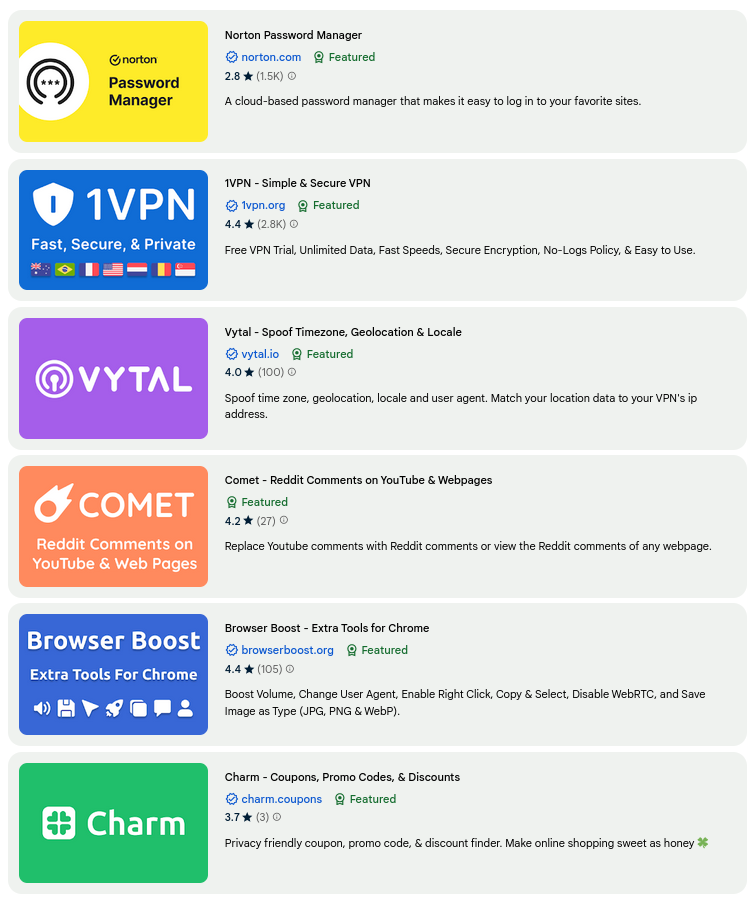 norton
Password
Manager
Norton Password Manager
norton.com Featured
2.8 ★ (1.5K)
A cloud-based password manager that makes it easy to log in to your favorite sites.
1VPN
Fast, Secure, & Private
1VPN - Simple & Secure VPN
1vpn.org Featured
4.4 ★ (2.8K)
Free VPN Trial, Unlimited Data, Fast Speeds, Secure Encryption, No-Logs Policy, & Easy to Use.
VYTAL
Vytal - Spoof Timezone, Geolocation & Locale
vytal.io Featured
4.0 ★ (100)
Spoof time zone, geolocation, locale and user agent. Match your location data to your VPN's ip
address.
COMET
Reddit Comments on
YouTube & Web Pages
Comet - Reddit Comments on YouTube & Webpages
Featured
4.2 ★ (27)
Replace Youtube comments with Reddit comments or view the Reddit comments of any webpage.
Browser Boost
Extra Tools For Chrome
Browser Boost - Extra Tools for Chrome
browserboost.org Featured
4.4 ★ (105)
Boost Volume, Change User Agent, Enable Right Click, Copy & Select, Disable WebRTC, and Save
Image as Type (JPG, PNG & WebP).
Charm
Charm - Coupons, Promo Codes, & Discounts
charm.coupons Featured
3.7 ★ (3)
Privacy friendly coupon, promo code, & discount finder. Make online shopping sweet as honey 🍀